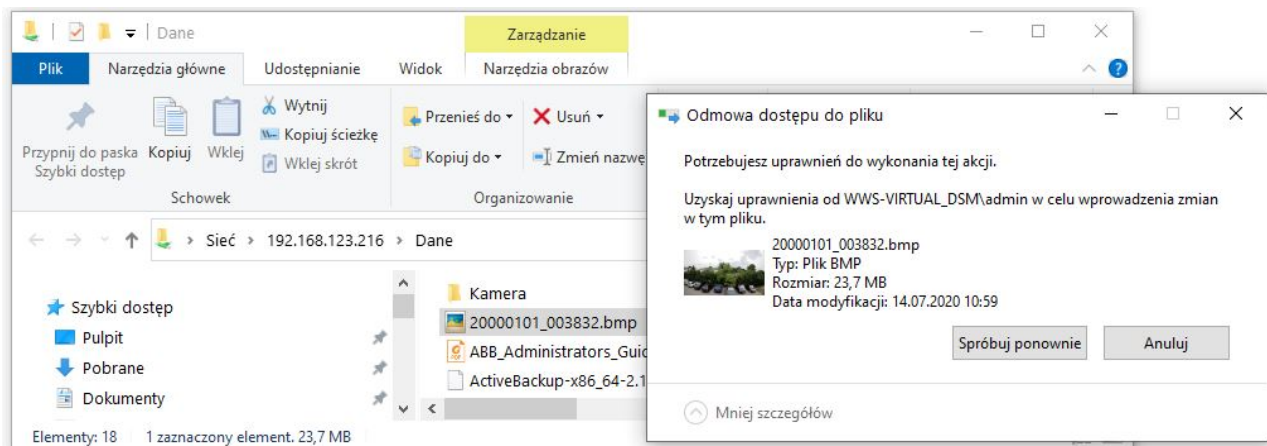 Dane
Zarządzanie
Plik Narzędzia główne Udostępnianie Widok Narzędzia obrazów
Przypnij do paska
Szybki dostęp
Kopiuj
Wklej
Wytnij
Kopiuj ścieżkę
Wklej skrót
Schowek
Przenieś do
Kopiuj do
Usuń
Zmień nazwę
Organizowanie
Sieć > 192.168.123.216 > Dane
Szybki dostęp
Pulpit
Pobrane
Dokumenty
Kamera
20000101_003832.bmp
ABB_Administrators_Guid
ActiveBackup-x86_64-2.1
Elementy: 18 1 zaznaczony element. 23,7 MB
Odmowa dostępu do pliku
Potrzebujesz uprawnień do wykonania tej akcji.
Uzyskaj uprawnienia od WWS-VIRTUAL_DSM\admin w celu wprowadzenia zmian
w tym pliku.
20000101_003832.bmp
Typ: Plik BMP
Rozmiar: 23,7 MB
Data modyfikacji: 14.07.2020 10:59
Spróbuj ponownie Anuluj
Mniej szczegółów